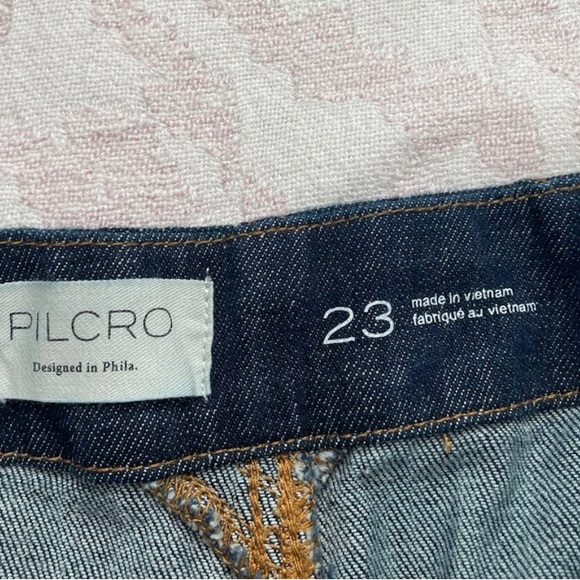 PILCRO
Designed in Phila.
23
made in vietnam
fabriqué au vietnam